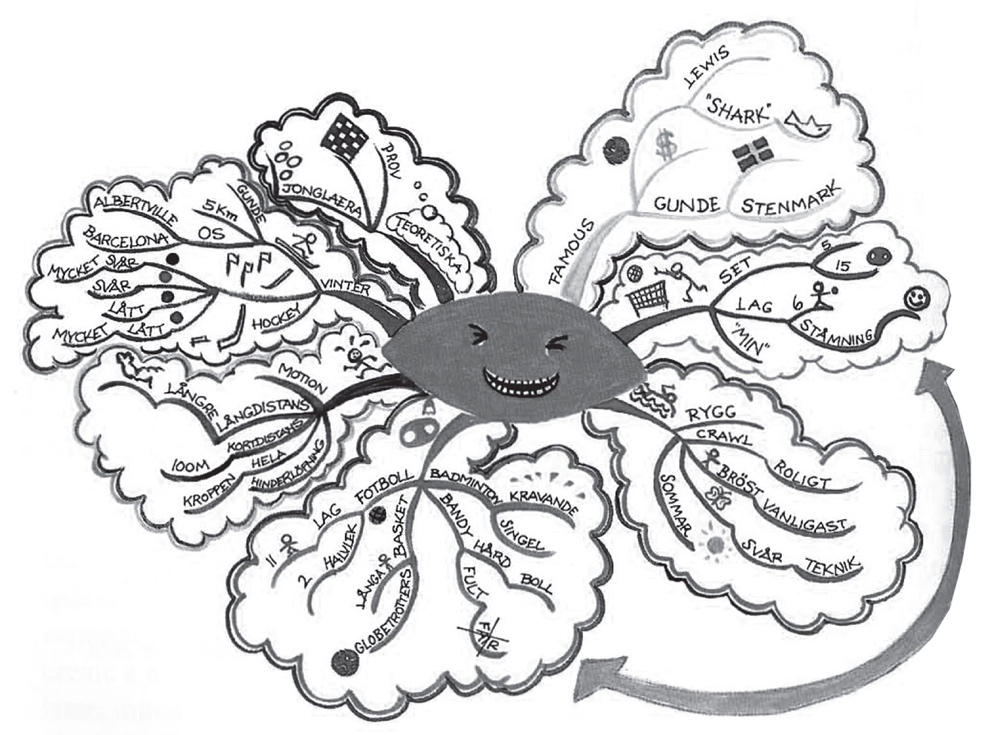 FAMOUS
LEWIS
"SHARK"
$
GUNDE
STENMARK
SET
5
15
LAG
6
STÄMNING
"MIN"
RYGG
CRAWL
ROLIGT
BRÖST
VANLIGAST
SVÅR
TEKNIK
SOMMAR
BADMINTON
KRAVANDE
SINGEL
BANDY
HÅRD
BOLL
FULT
BASKET
LÅNGA
GLOBETROTTERS
FOTBOLL
LAG
11
HALVLEK
2
MOTION
LÅNGDISTANS
LÅNGRE
KORTDISTANS
100M
HELA
KROPPEN
HINDERLÖPNING
VINTER
OS
ALBERTVILLE
BARCELONA
5Km
GUNDE
MYCKET SVÅR
SVÅR
LÄTT
MYCKET LÄTT
HOCKEY
JONGLAERA
PROV
TEORETISKA